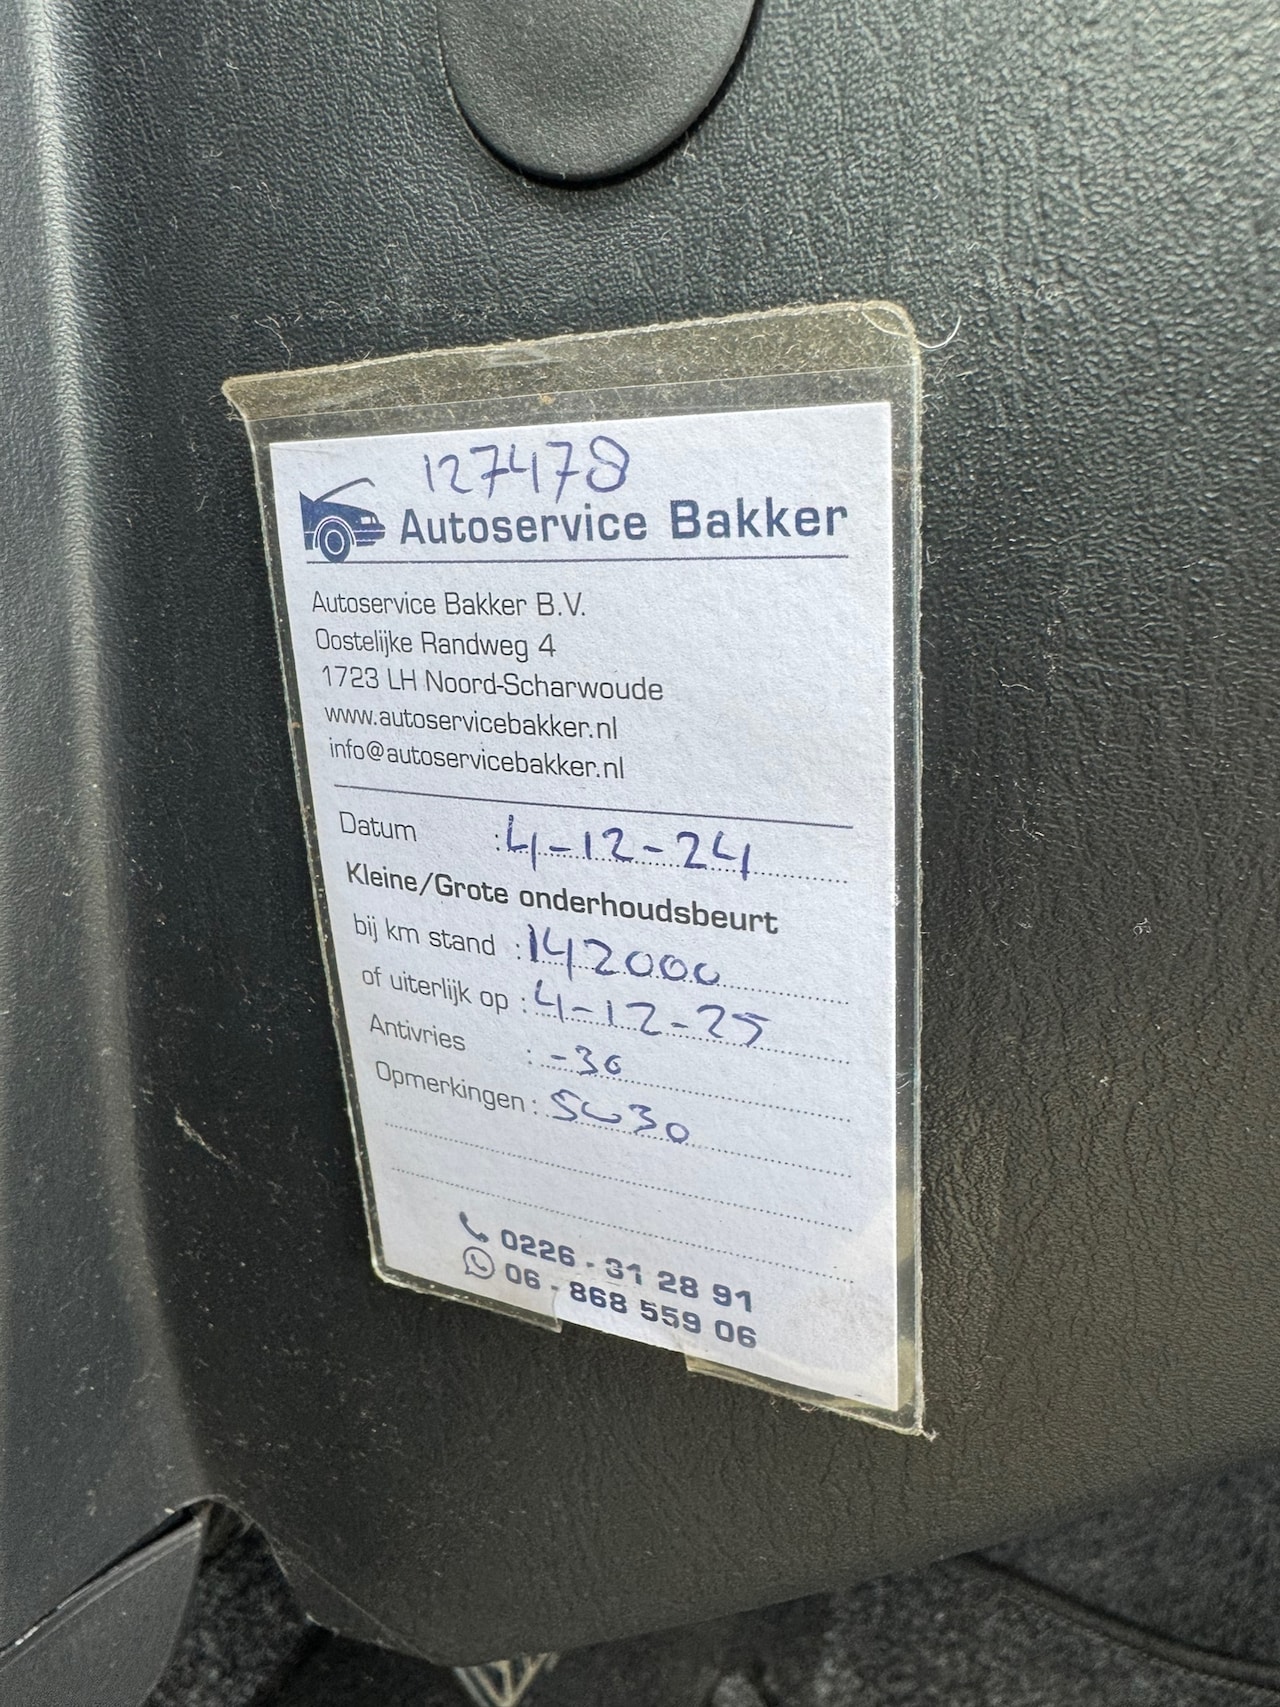 127478
Autoservice Bakker
Autoservice Bakker B.V.
Oostelijke Randweg 4
1723 LH Noord-Scharwoude
www.autoservicebakker.nl
info@autoservicebakker.nl
Datum : 4-12-24
Kleine/Grote onderhoudsbeurt
bij km stand : 142000
of uiterlijk op : 4-12-25
Antivries : -30
Opmerkingen : 5W30
0226 - 31 28 91
06 - 868 559 06